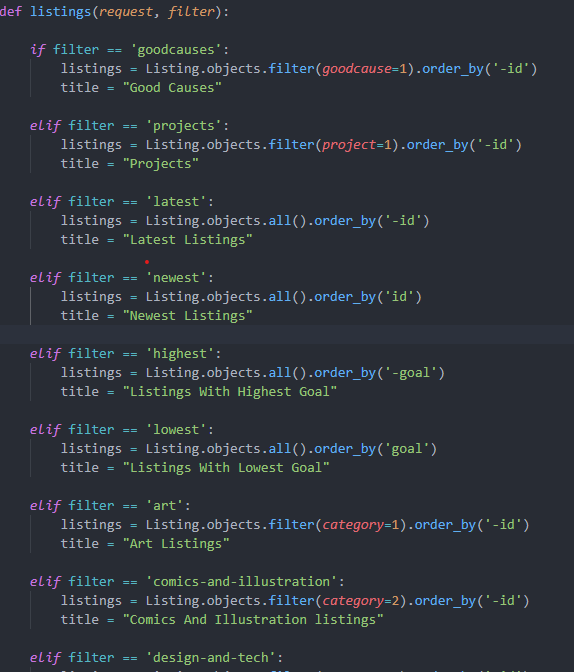 def listings(request, filter):
if filter == 'goodcauses':
listings = Listing.objects.filter(goodcause=1).order_by('-id')
title = "Good Causes"
elif filter == 'projects':
listings = Listing.objects.filter(project=1).order_by('-id')
title = "Projects"
elif filter == 'latest':
listings = Listing.objects.all().order_by('-id')
title = "Latest Listings"
elif filter == 'newest':
listings = Listing.objects.all().order_by('id')
title = "Newest Listings"
elif filter == 'highest':
listings = Listing.objects.all().order_by('-goal')
title = "Listings With Highest Goal"
elif filter == 'lowest':
listings = Listing.objects.all().order_by('goal')
title = "Listings With Lowest Goal"
elif filter == 'art':
listings = Listing.objects.filter(category=1).order_by('-id')
title = "Art Listings"
elif filter == 'comics-and-illustration':
listings = Listing.objects.filter(category=2).order_by('-id')
title = "Comics And Illustration listings"
elif filter == 'design-and-tech':